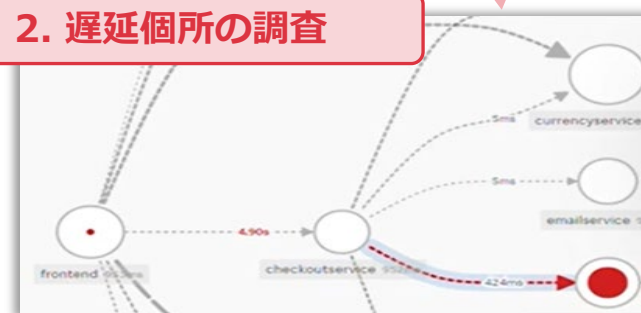 2. 遅延個所の調査
5ms
currencyservice
5ms
emailservice
4.90s
frontend
checkoutservice
424ms